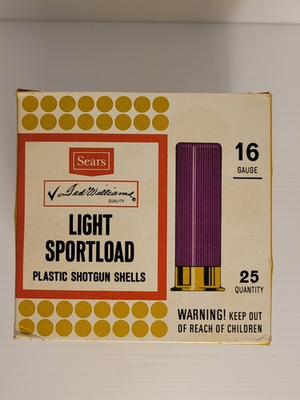 Sears
Ted Williams
QUALITY
®
LIGHT
SPORTLOAD
PLASTIC SHOTGUN SHELLS
16
GAUGE
25
QUANTITY
WARNING! KEEP OUT
OF REACH OF CHILDREN